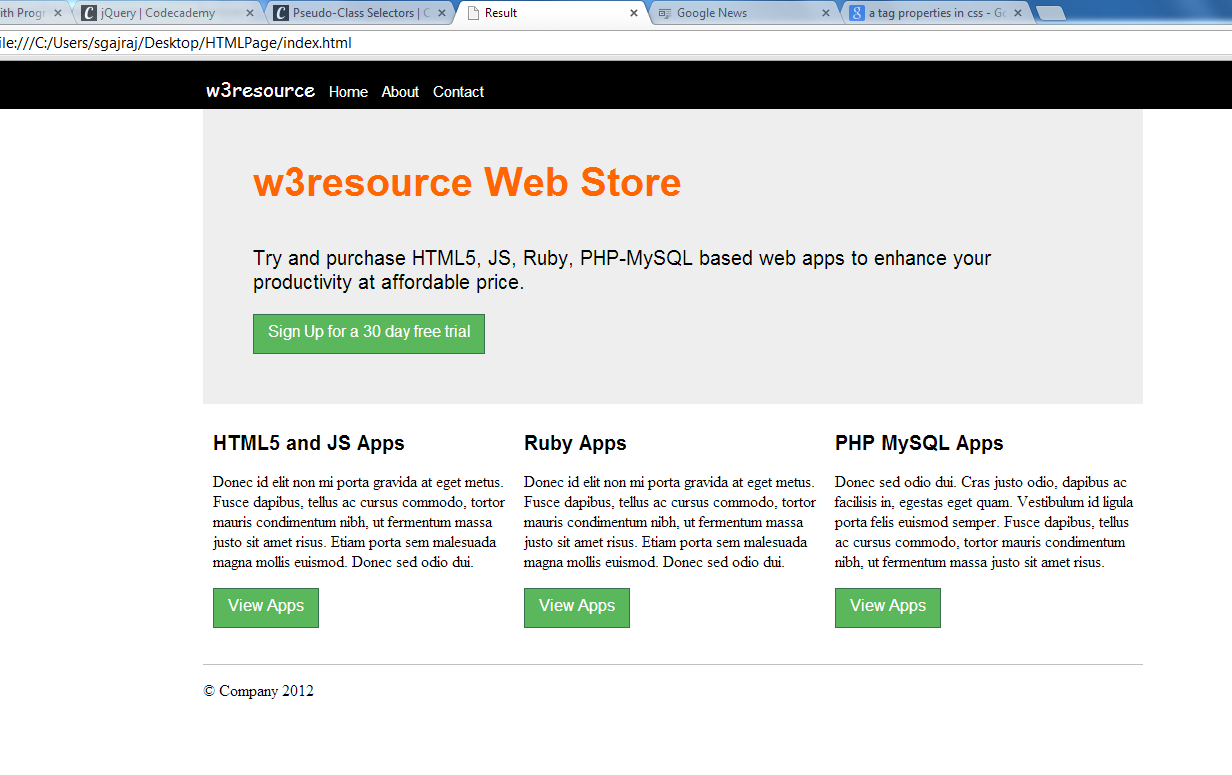 ith Progr
jQuery | Codecademy
Pseudo-Class Selectors | C
Result
Google News
a tag properties in css - Go
ile:///C:/Users/sgajraj/Desktop/HTMLPage/index.html
w3resource Home About Contact
w3resource Web Store
Try and purchase HTML5, JS, Ruby, PHP-MySQL based web apps to enhance your
productivity at affordable price.
Sign Up for a 30 day free trial
HTML5 and JS Apps
Donec id elit non mi porta gravida at eget metus.
Fusce dapibus, tellus ac cursus commodo, tortor
mauris condimentum nibh, ut fermentum massa
justo sit amet risus. Etiam porta sem malesuada
magna mollis euismod. Donec sed odio dui.
View Apps
Ruby Apps
Donec id elit non mi porta gravida at eget metus.
Fusce dapibus, tellus ac cursus commodo, tortor
mauris condimentum nibh, ut fermentum massa
justo sit amet risus. Etiam porta sem malesuada
magna mollis euismod. Donec sed odio dui.
View Apps
PHP MySQL Apps
Donec sed odio dui. Cras justo odio, dapibus ac
facilisis in, egestas eget quam. Vestibulum id ligula
porta felis euismod semper. Fusce dapibus, tellus
ac cursus commodo, tortor mauris condimentum
nibh, ut fermentum massa justo sit amet risus.
View Apps
© Company 2012